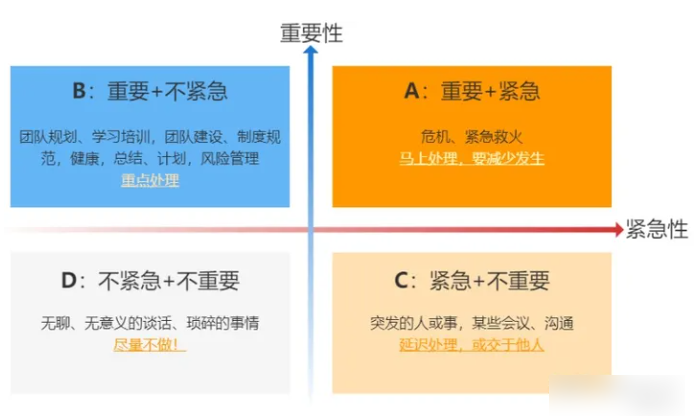 重要性
B：重要+不紧急
团队规划、学习培训，团队建设、制度规
范，健康，总结、计划，风险管理
重点处理
A：重要+紧急
危机、紧急救火
马上处理，要减少发生
紧急性
D：不紧急+不重要
无聊、无意义的谈话、琐碎的事情
尽量不做！
C：紧急+不重要
突发的人或事，某些会议、沟通
延迟处理，或交于他人